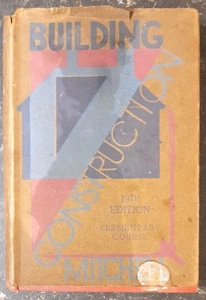 BUILDING
CONSTRUCTION
19TH
EDITION
ELEMENTARY
COURSE
MITCHELL